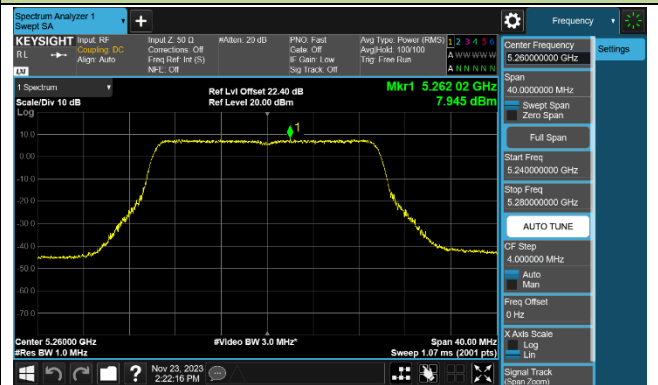 Spectrum Analyzer 1
Swept SA
Frequency
KEYSIGHT
RL
LXI
Input: RF
Coupling: DC
Align: Auto
Input Z: 50 Ω
Corrections: Off
Freq Ref: Int (S)
NFE: Off
#Atten: 20 dB
PNO: Fast
Gate: Off
IF Gain: Low
Sig Track: Off
Avg Type: Power (RMS)
Avg|Hold: 100/100
Trig: Free Run
1 2 3 4 5 6
A W W W W W
A N N N N N
Center Frequency
5.260000000 GHz
Settings
Span
40.0000000 MHz
Swept Span
Zero Span
Full Span
Start Freq
5.240000000 GHz
Stop Freq
5.280000000 GHz
AUTO TUNE
CF Step
4.000000 MHz
Auto
Man
Freq Offset
0 Hz
X Axis Scale
Log
Lin
Signal Track
(Span Zoom)
1 Spectrum
Scale/Div 10 dB
Log
Ref Lvl Offset 22.40 dB
Ref Level 20.00 dBm
Mkr1 5.262 02 GHz
7.945 dBm
1
10.0
0.00
-10.0
-20.0
-30.0
-40.0
-50.0
-60.0
-70.0
Center 5.26000 GHz
#Res BW 1.0 MHz
#Video BW 3.0 MHz*
Span 40.00 MHz
Sweep 1.07 ms (2001 pts)
Nov 23, 2023
2:22:16 PM